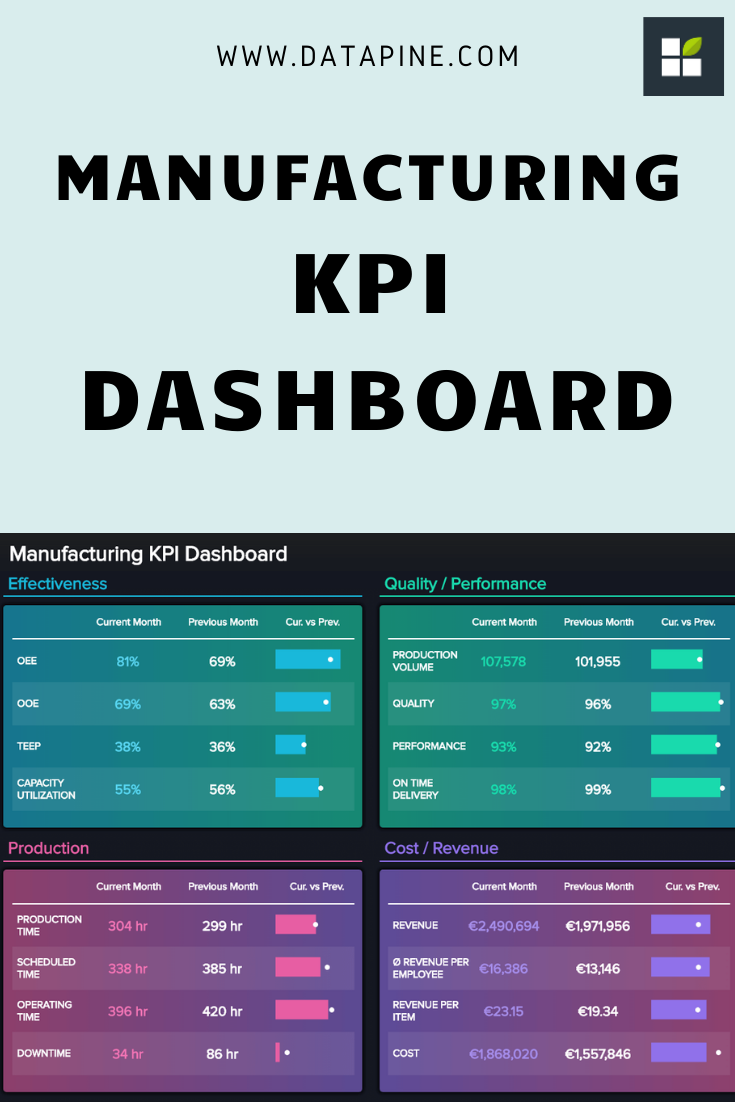 WWW.DATAPINE.COM
MANUFACTURING
KPI
DASHBOARD
Manufacturing KPI Dashboard
Effectiveness
Current Month Previous Month Cur. vs Prev.
OEE 81% 69%
OOE 69% 63%
TEEP 38% 36%
CAPACITY
UTILIZATION 55% 56%
Quality / Performance
Current Month Previous Month Cur. vs Prev.
PRODUCTION
VOLUME 107,578 101,955
QUALITY 97% 96%
PERFORMANCE 93% 92%
ON TIME
DELIVERY 98% 99%
Production
Current Month Previous Month Cur. vs Prev.
PRODUCTION
TIME 304 hr 299 hr
SCHEDULED
TIME 338 hr 385 hr
OPERATING
TIME 396 hr 420 hr
DOWNTIME 34 hr 86 hr
Cost / Revenue
Current Month Previous Month Cur. vs Prev.
REVENUE €2,490,694 €1,971,956
Ø REVENUE PER
EMPLOYEE €16,386 €13,146
REVENUE PER
ITEM €23.15 €19.34
COST €1,868,020 €1,557,846